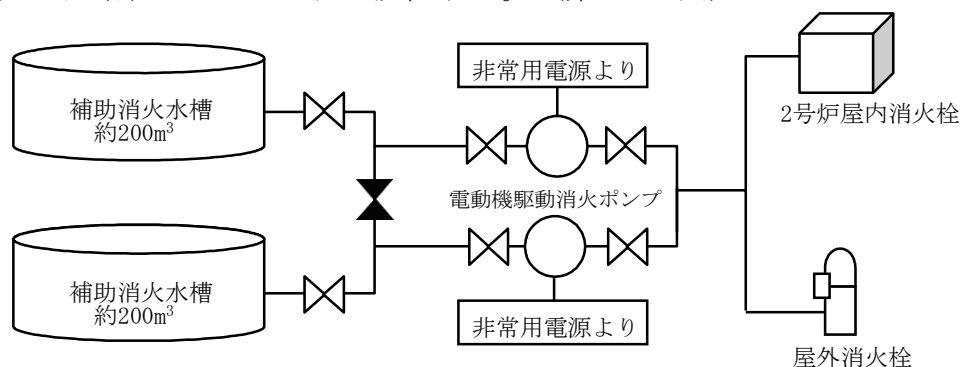 非常用電源より
補助消火水槽
約200m³
2号炉屋内消火栓
電動機駆動消火ポンプ
補助消火水槽
約200m³
非常用電源より
屋外消火栓